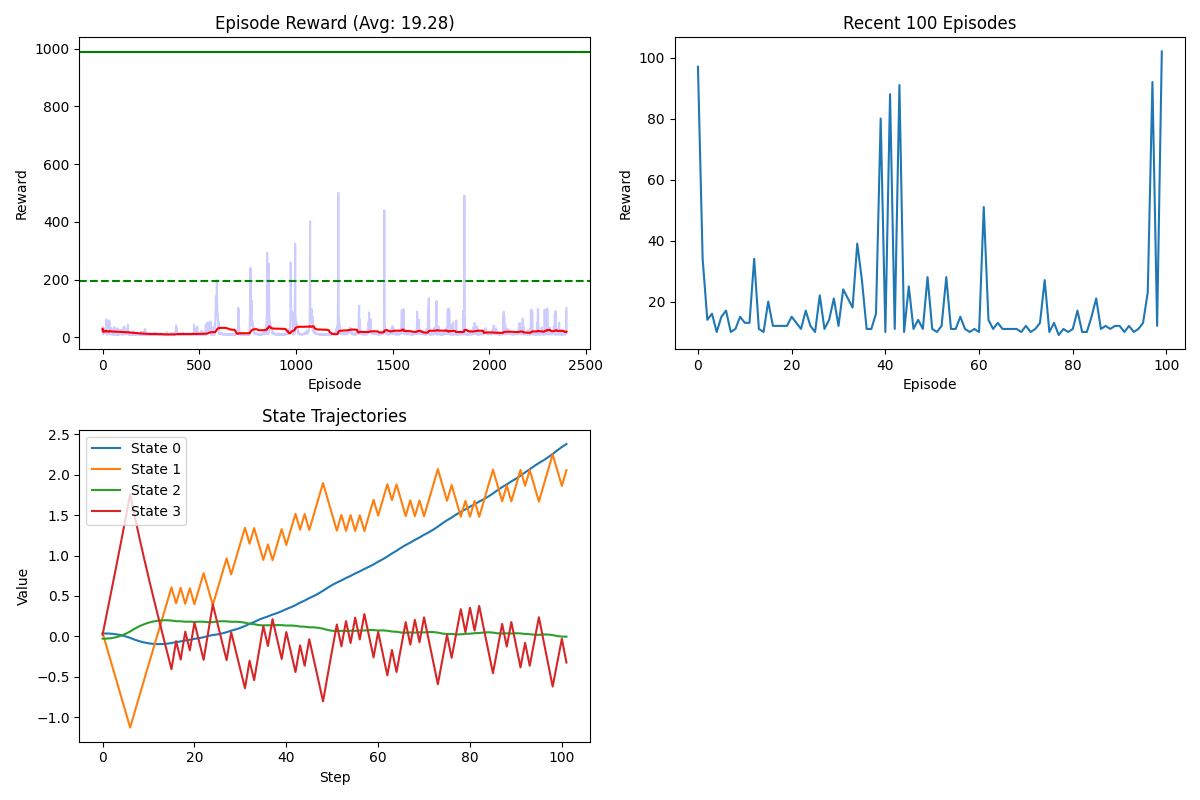 Episode Reward (Avg: 19.28)
1000
800
600
400
200
0
Reward
0
500
1000
1500
2000
2500
Episode
Recent 100 Episodes
100
80
60
40
20
Reward
0
20
40
60
80
100
Episode
State Trajectories
2.5
2.0
1.5
1.0
0.5
0.0
−0.5
−1.0
Value
State 0
State 1
State 2
State 3
0
20
40
60
80
100
Step